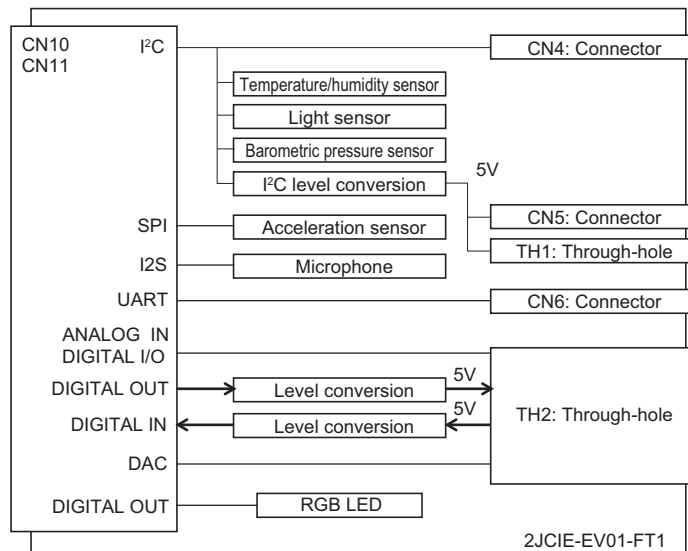 CN10
CN11
I²C
CN4: Connector
Temperature/humidity sensor
Light sensor
Barometric pressure sensor
I²C level conversion
5V
CN5: Connector
SPI
Acceleration sensor
TH1: Through-hole
I2S
Microphone
UART
CN6: Connector
ANALOG IN
DIGITAL I/O
DIGITAL OUT
Level conversion
5V
DIGITAL IN
Level conversion
5V
TH2: Through-hole
DAC
DIGITAL OUT
RGB LED
2JCIE-EV01-FT1